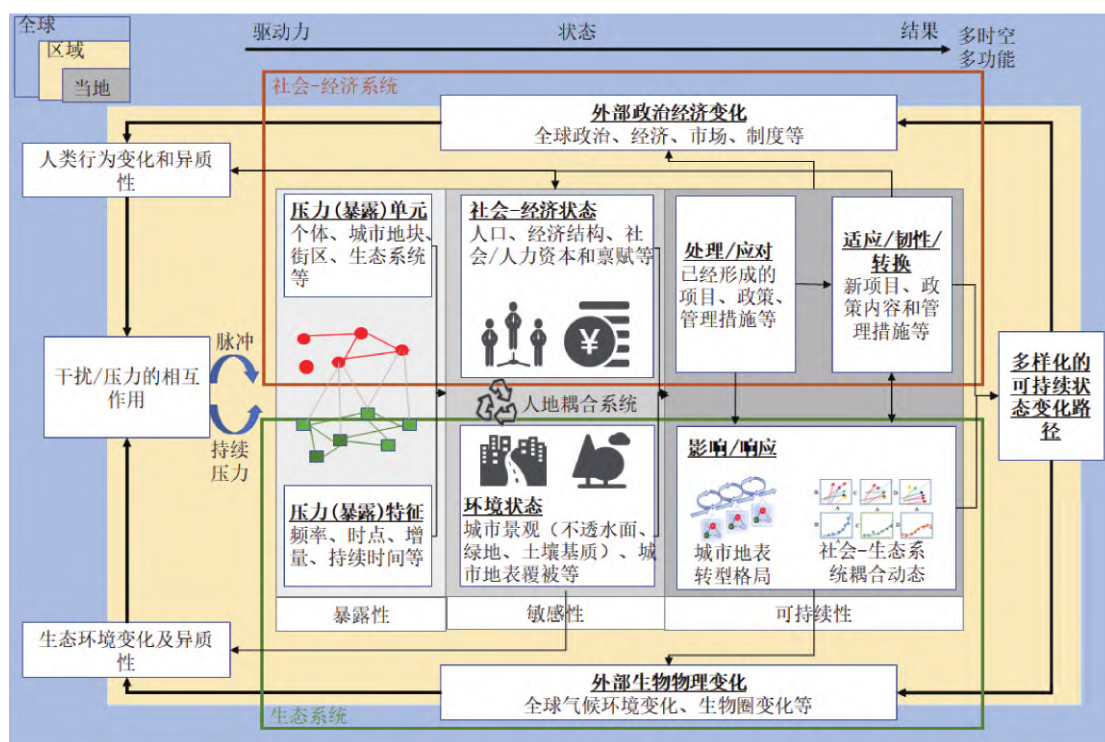 全球
区域
当地
驱动力
状态
结果
多时空
多功能
社会-经济系统
外部政治经济变化
全球政治、经济、市场、制度等
人类行为变化和异质
性
压力(暴露)单元
个体、城市地块、
街区、生态系统
等
社会-经济状态
人口、经济结构、社
会/人力资本和禀赋等
¥
处理/应对
已经形成的
项目、政策、
管理措施等
适应/韧性/
转换
新项目、政
策内容和管
理措施等
脉冲
干扰/压力的相互
作用
持续
压力
人地耦合系统
多样化的
可持续状
态变化路
径
压力(暴露)特征
频率、时点、增
量、持续时间等
环境状态
城市景观（不透水面、
绿地、土壤基质）、城
市地表覆被等
影响/响应
城市地表
转型格局
社会-生态系
统耦合动态
暴露性
敏感性
可持续性
生态环境变化及异质
性
外部生物物理变化
全球气候环境变化、生物圈变化等
生态系统